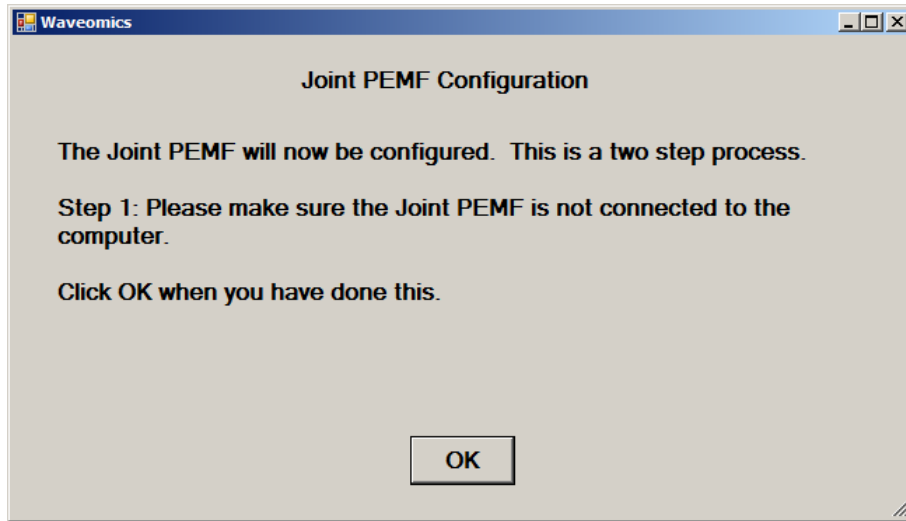 Waveomics
Joint PEMF Configuration
The Joint PEMF will now be configured.  This is a two step process.
Step 1: Please make sure the Joint PEMF is not connected to the
computer.
Click OK when you have done this.
OK